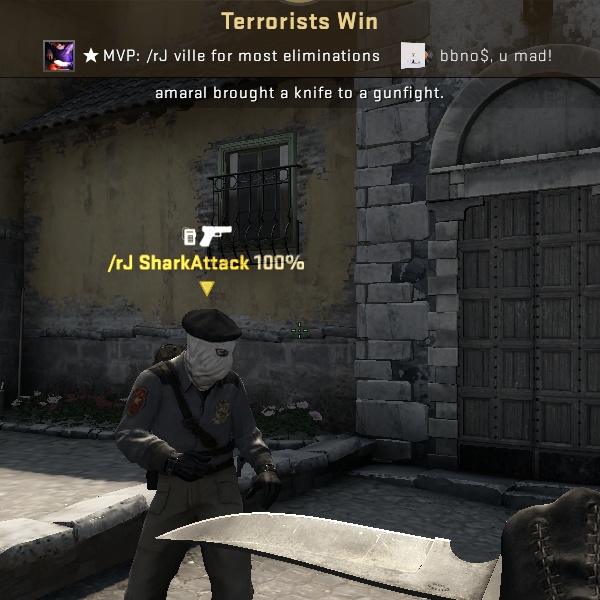 Terrorists Win
MVP: /rJ ville for most eliminations
bbno$, u mad!
amaral brought a knife to a gunfight.
/rJ SharkAttack 100%